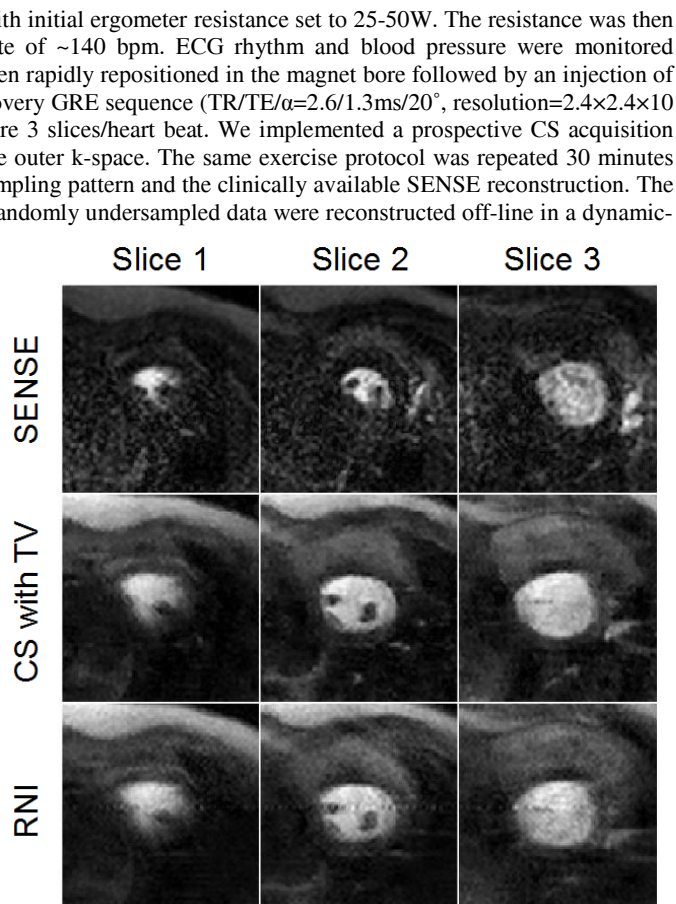 ith initial ergometer resistance set to 25-50W. The resistance was then
te of ~140 bpm. ECG rhythm and blood pressure were monitored
en rapidly repositioned in the magnet bore followed by an injection of
overy GRE sequence (TR/TE/α=2.6/1.3ms/20˚, resolution=2.4×2.4×10
re 3 slices/heart beat. We implemented a prospective CS acquisition
e outer k-space. The same exercise protocol was repeated 30 minutes
mpling pattern and the clinically available SENSE reconstruction. The
andomly undersampled data were reconstructed off-line in a dynamic-
Slice 1 Slice 2 Slice 3
SENSE
CS with TV
RNI